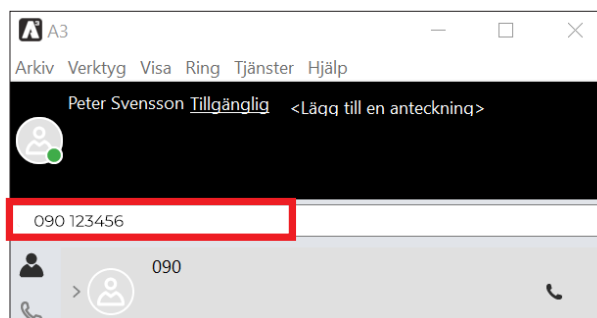 A3
Arkiv Verktyg Visa Ring Tjänster Hjälp
Peter Svensson Tillgänglig <Lägg till en anteckning>
090 123456
090